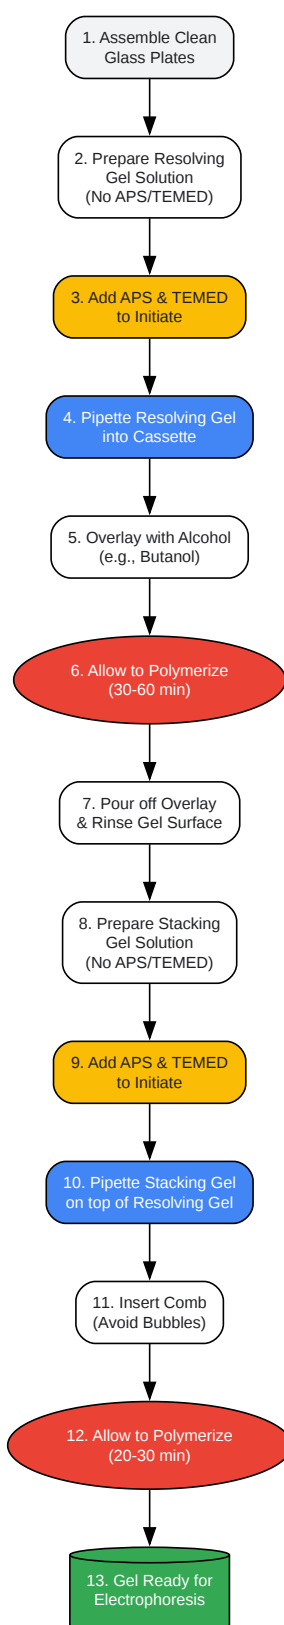 1. Assemble Clean
Glass Plates
2. Prepare Resolving
Gel Solution
(No APS/TEMED)
3. Add APS & TEMED
to Initiate
4. Pipette Resolving Gel
into Cassette
5. Overlay with Alcohol
(e.g., Butanol)
6. Allow to Polymerize
(30-60 min)
7. Pour off Overlay
& Rinse Gel Surface
8. Prepare Stacking
Gel Solution
(No APS/TEMED)
9. Add APS & TEMED
to Initiate
10. Pipette Stacking Gel
on top of Resolving Gel
11. Insert Comb
(Avoid Bubbles)
12. Allow to Polymerize
(20-30 min)
13. Gel Ready for
Electrophoresis